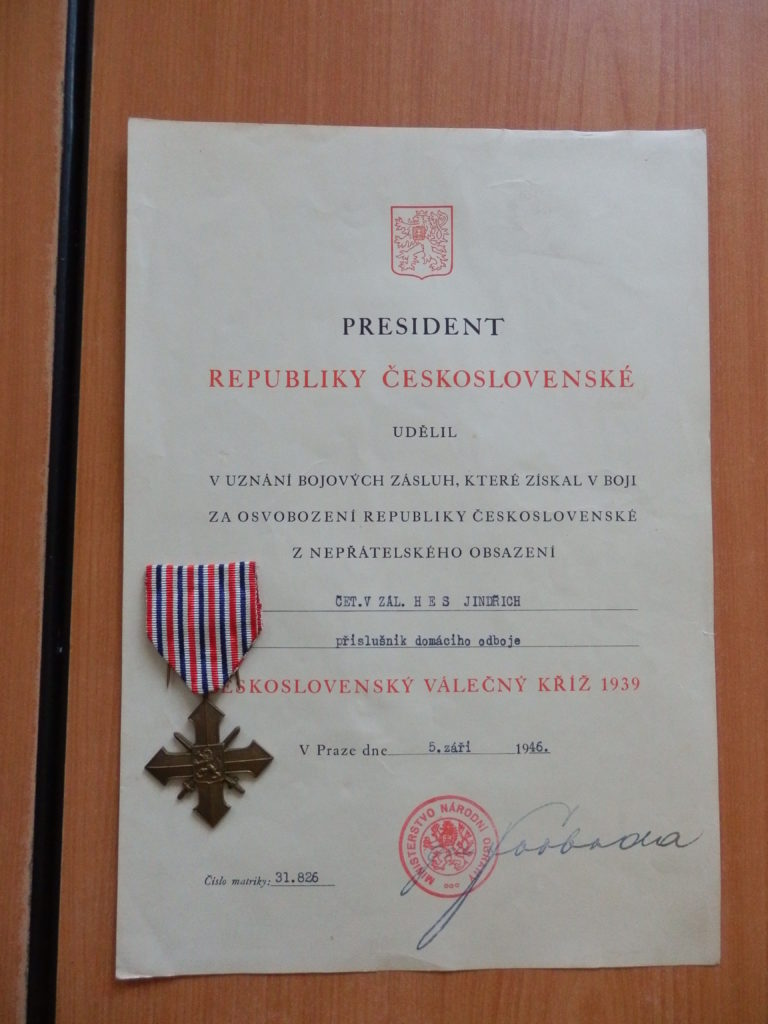 PRESIDENT
REPUBLIKY ČESKOSLOVENSKÉ
UDĚLIL
V UZNÁNÍ BOJOVÝCH ZÁSLUH, KTERÉ ZÍSKAL V BOJI
ZA OSVOBOZENÍ REPUBLIKY ČESKOSLOVENSKÉ
Z NEPŘÁTELSKÉHO OBSAZENÍ
ČET.V ZÁL. H E S JINDŘICH
příslušník domácího odboje
ESKOSLOVENSKÝ VÁLEČNÝ KŘÍŽ 1939
V Praze dne 5.září 1946.
MINISTERSTVO NÁRODNÍ OBRANY
Svoboda
Číslo matriky: 31.826